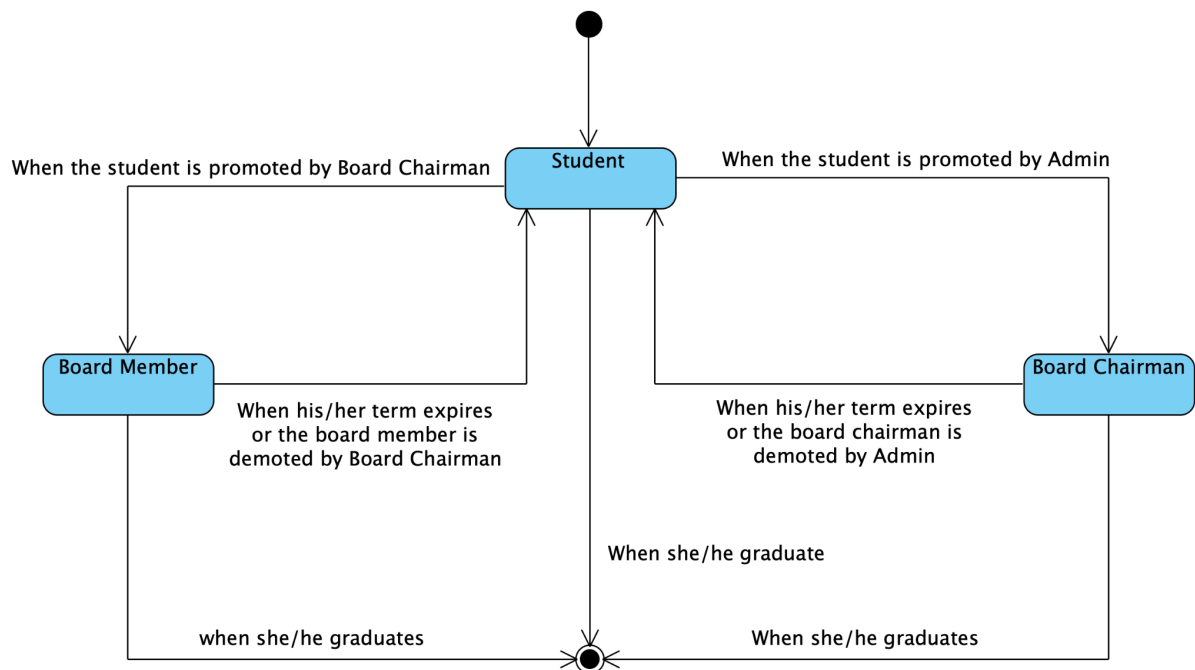 Student
When the student is promoted by Board Chairman
When the student is promoted by Admin
Board Member
Board Chairman
When his/her term expires
or the board member is
demoted by Board Chairman
When his/her term expires
or the board chairman is
demoted by Admin
When she/he graduate
when she/he graduates
When she/he graduates